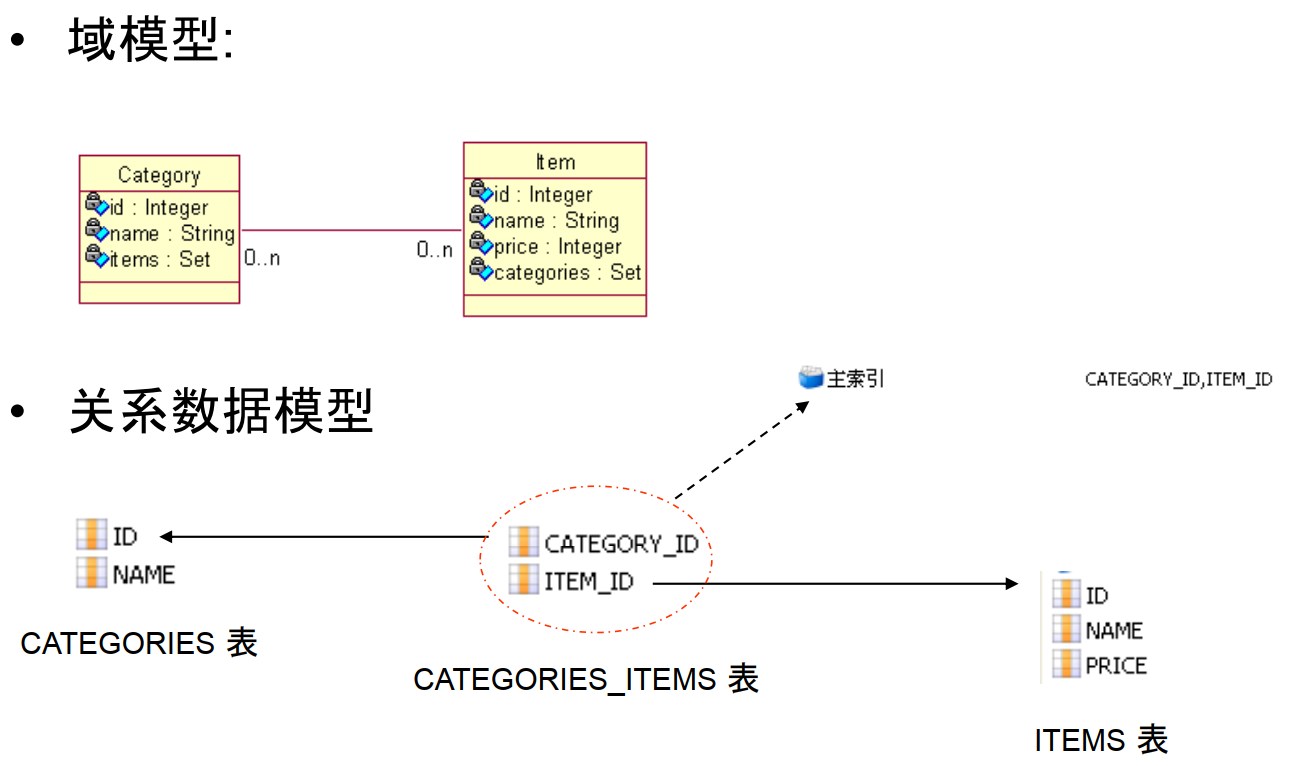 • 域模型:
Category
id : Integer
name : String
items : Set
0..n
0..n
Item
id : Integer
name : String
price : Integer
categories : Set
• 关系数据模型
主索引
CATEGORY_ID,ITEM_ID
ID
NAME
CATEGORIES 表
CATEGORY_ID
ITEM_ID
CATEGORIES_ITEMS 表
ID
NAME
PRICE
ITEMS 表